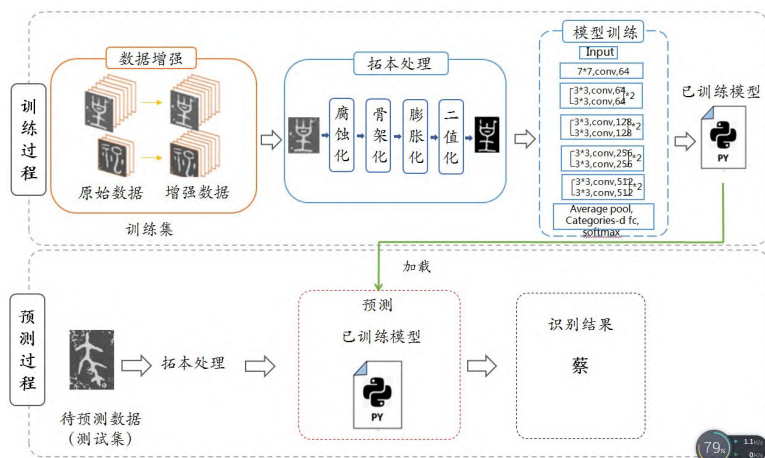 训练过程
数据增强
原始数据
增强数据
训练集
拓本处理
腐蚀化
骨架化
膨胀化
二值化
模型训练
Input
7*7,conv,64
3*3,conv,64
3*3,conv,64
*2
3*3,conv,128
3*3,conv,128
*2
3*3,conv,256
3*3,conv,256
*2
3*3,conv,512
3*3,conv,512
*2
Average pool,
Categories-d fc,
softmax
已训练模型
PY
加载
预测过程
待预测数据
(测试集)
拓本处理
预测
已训练模型
PY
识别结果
蔡
79%
1.1K/s
0K/s